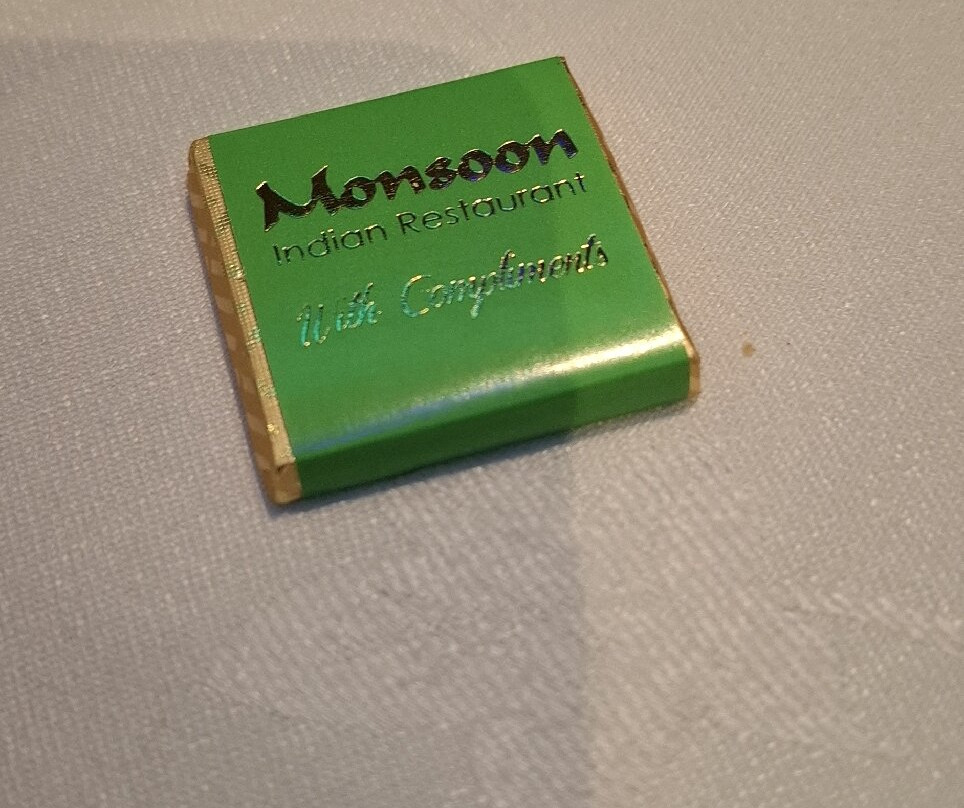 Monsoon
Indian Restaurant
With Compliments